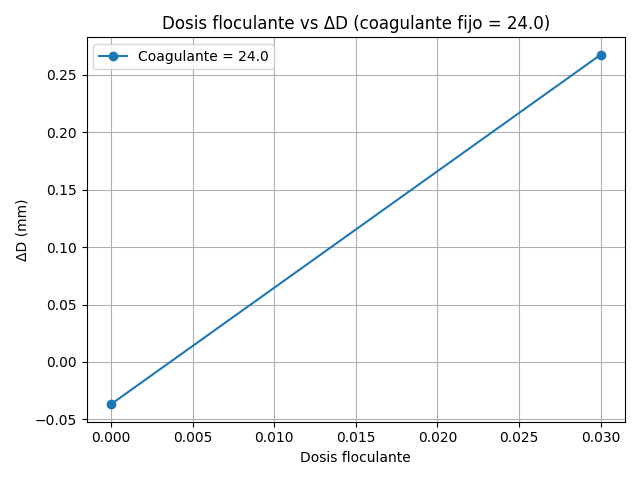 Dosis floculante vs ΔD (coagulante fijo = 24.0)
Coagulante = 24.0
0.25
0.20
0.15
0.10
0.05
0.00
−0.05
ΔD (mm)
0.000 0.005 0.010 0.015 0.020 0.025 0.030
Dosis floculante